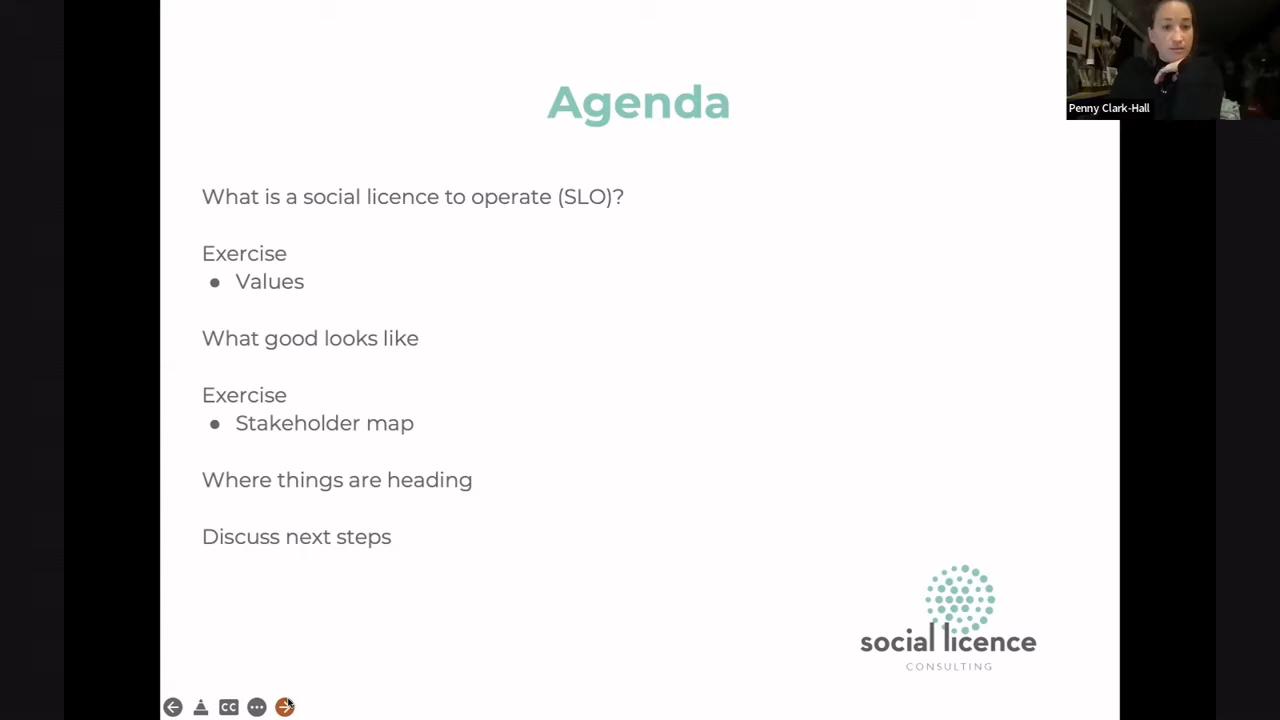 Agenda
Penny Clark-Hall
What is a social licence to operate (SLO)?
Exercise
● Values
What good looks like
Exercise
● Stakeholder map
Where things are heading
Discuss next steps
social licence
CONSULTING
CC